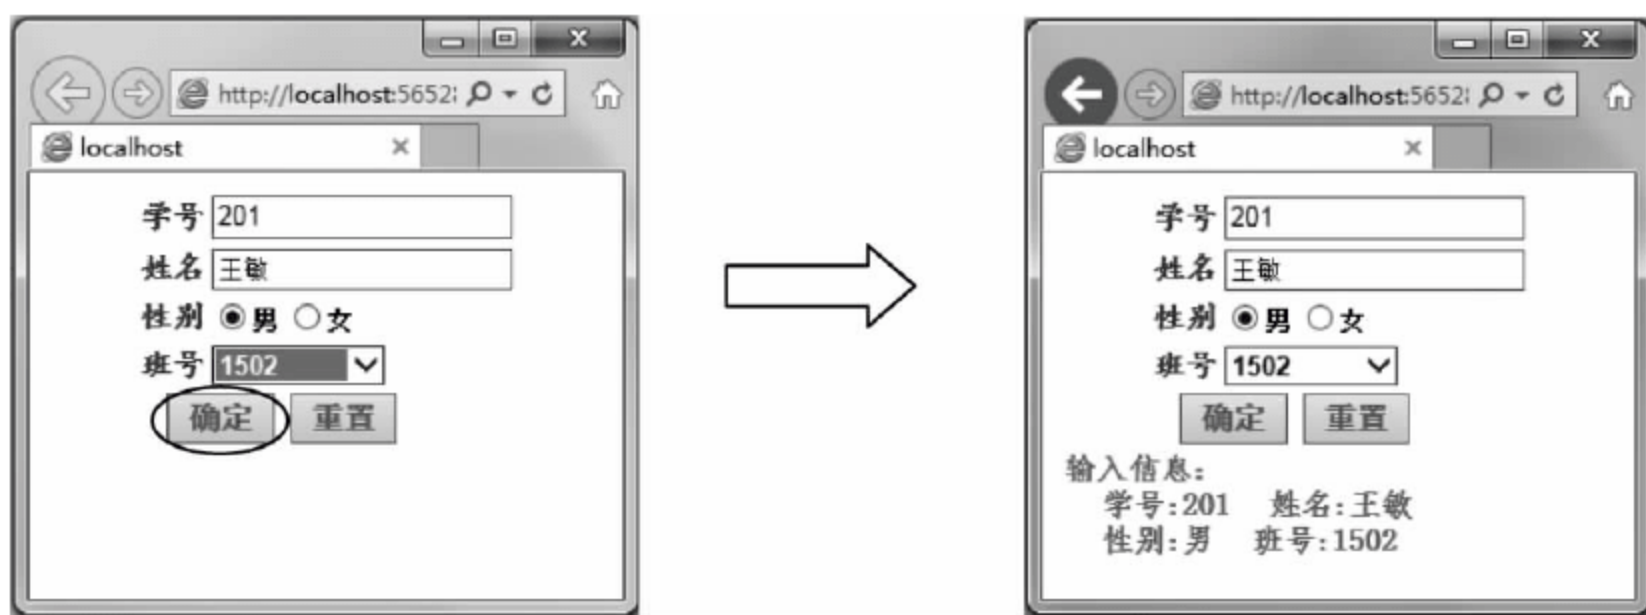 http://localhost:5652
localhost
学号 201
姓名 王敏
性别 男 女
班号 1502
确定 重置
http://localhost:5652
localhost
学号 201
姓名 王敏
性别 男 女
班号 1502
确定 重置
输入信息:
学号:201 姓名:王敏
性别:男 班号:1502